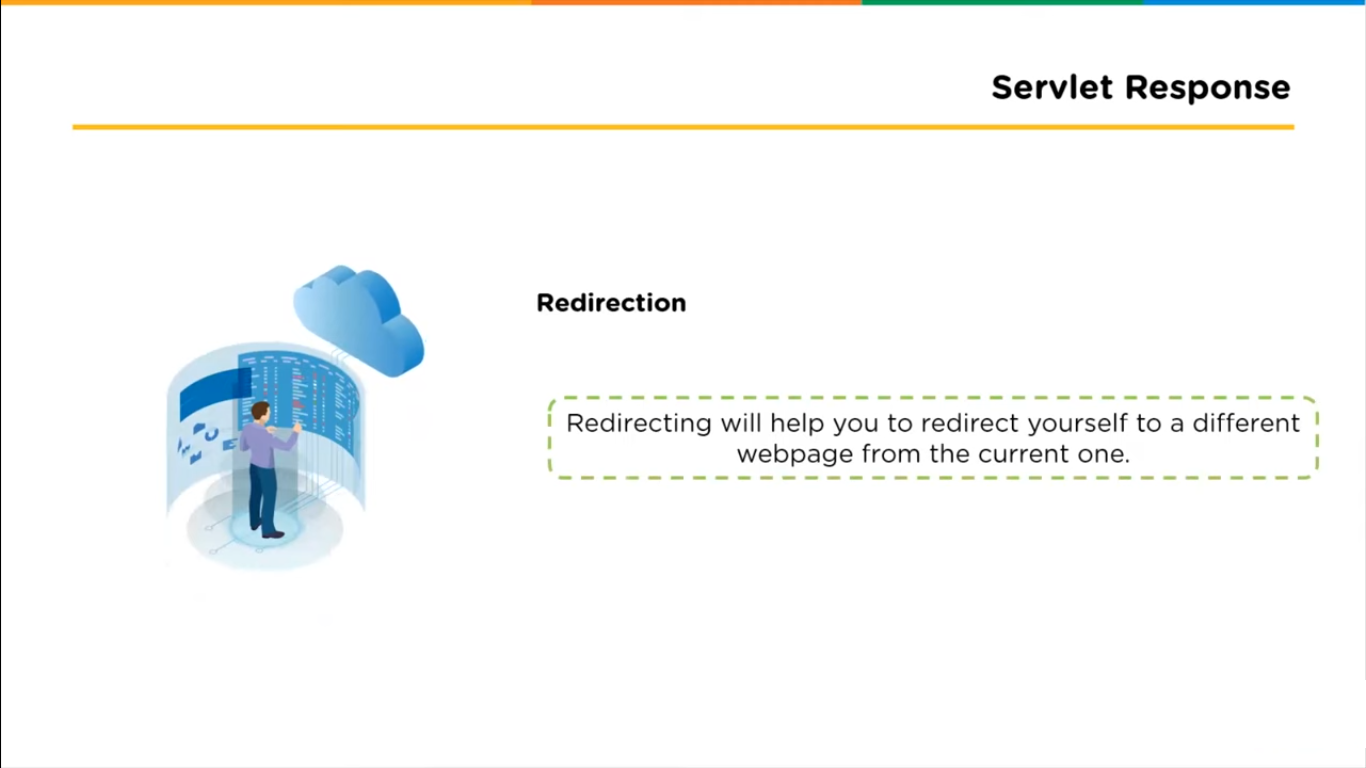 Servlet Response
Redirection
Redirecting will help you to redirect yourself to a different
webpage from the current one.